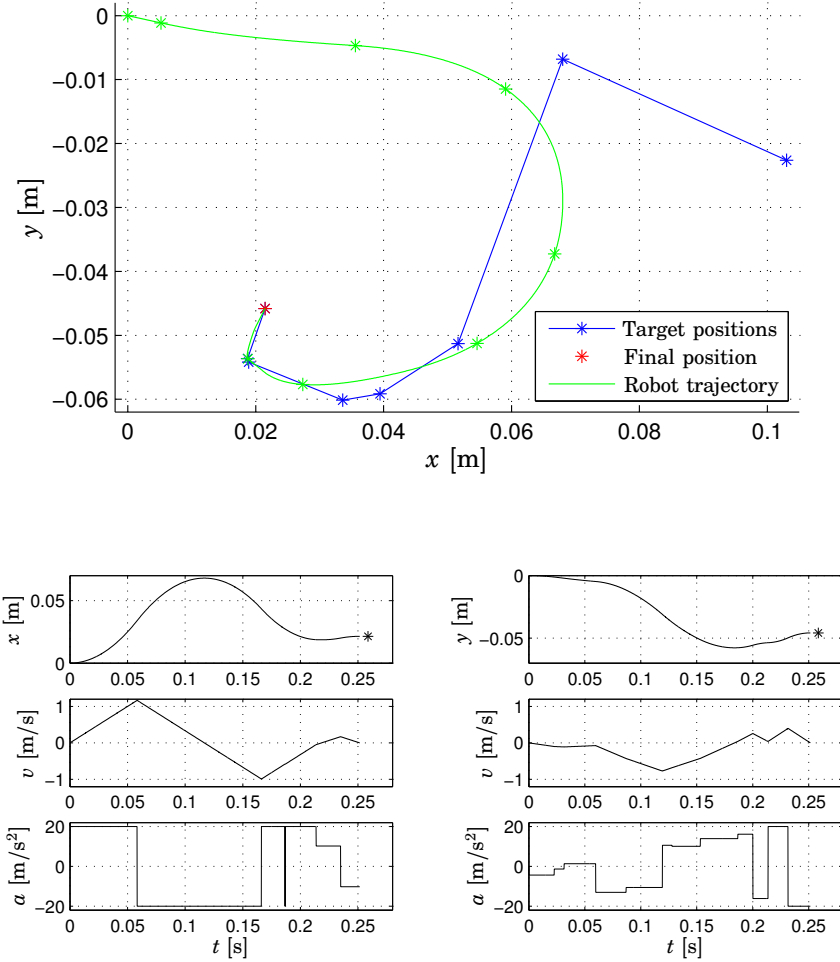 0
−0.01
−0.02
−0.03
−0.04
−0.05
−0.06
y [m]
0
0.02
0.04
0.06
0.08
0.1
x [m]
Target positions
Final position
Robot trajectory
0.05
0
x [m]
0 0.05 0.1 0.15 0.2 0.25
1
0
−1
v [m/s]
0 0.05 0.1 0.15 0.2 0.25
20
0
−20
a [m/s²]
0 0.05 0.1 0.15 0.2 0.25
t [s]
0
−0.05
y [m]
0 0.05 0.1 0.15 0.2 0.25
1
0
−1
v [m/s]
0 0.05 0.1 0.15 0.2 0.25
20
0
−20
a [m/s²]
0 0.05 0.1 0.15 0.2 0.25
t [s]